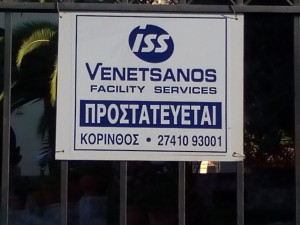 ISS
VENETSANOS
FACILITY SERVICES
ΠΡΟΣΤΑΤΕΥΕΤΑΙ
ΚΟΡΙΝΘΟΣ • 27410 93001